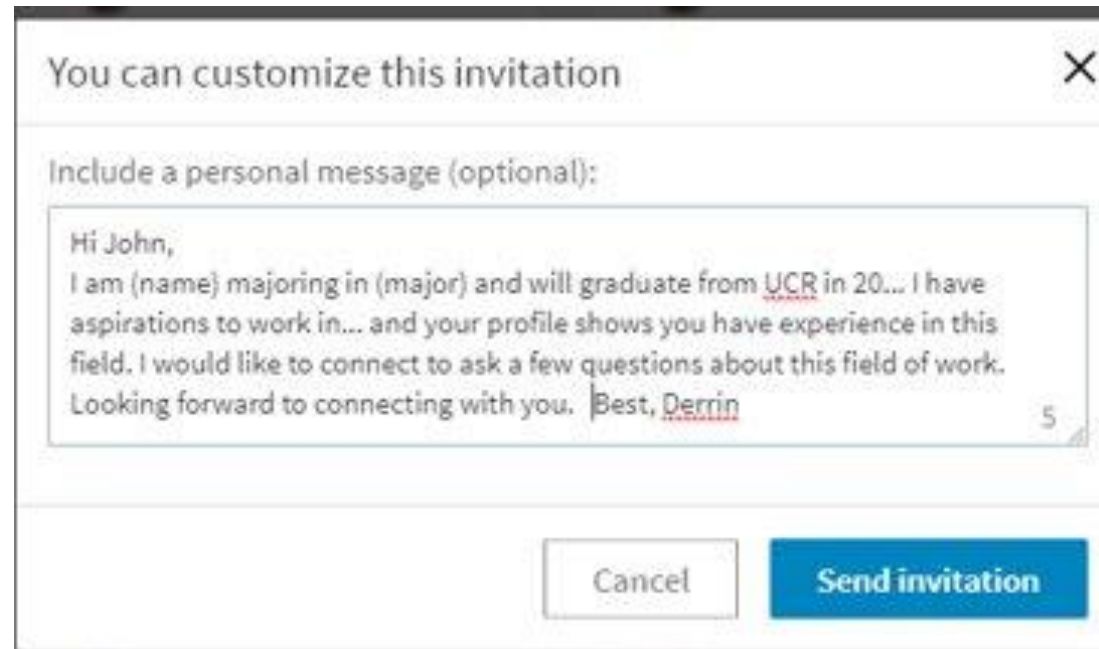 You can customize this invitation
Include a personal message (optional):
Hi John,
I am (name) majoring in (major) and will graduate from UCR in 20... I have
aspirations to work in... and your profile shows you have experience in this
field. I would like to connect to ask a few questions about this field of work.
Looking forward to connecting with you.  Best, Derrin
5
Cancel
Send invitation